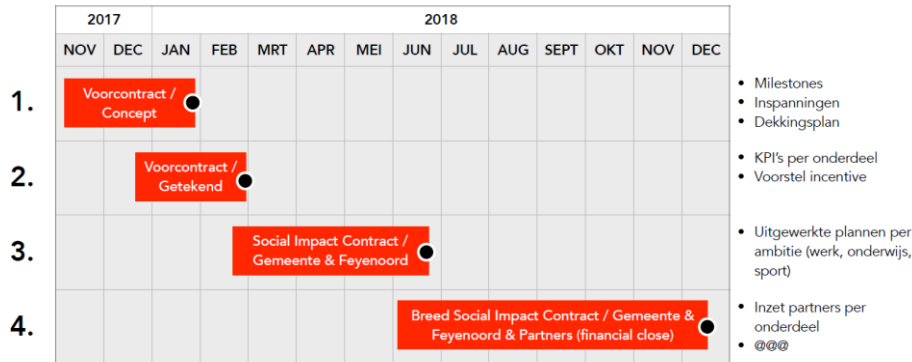 2017 2018
NOV DEC JAN FEB MRT APR MEI JUN JUL AUG SEPT OKT NOV DEC
1.
Voorcontract /
Concept
• Milestones
• Inspanningen
• Dekkingsplan
2.
Voorcontract /
Getekend
• KPI's per onderdeel
• Voorstel incentive
3.
Social Impact Contract /
Gemeente & Feyenoord
• Uitgewerkte plannen per
ambitie (werk, onderwijs,
sport)
4.
Breed Social Impact Contract / Gemeente &
Feyenoord & Partners (financial close)
• Inzet partners per
onderdeel
• @@@